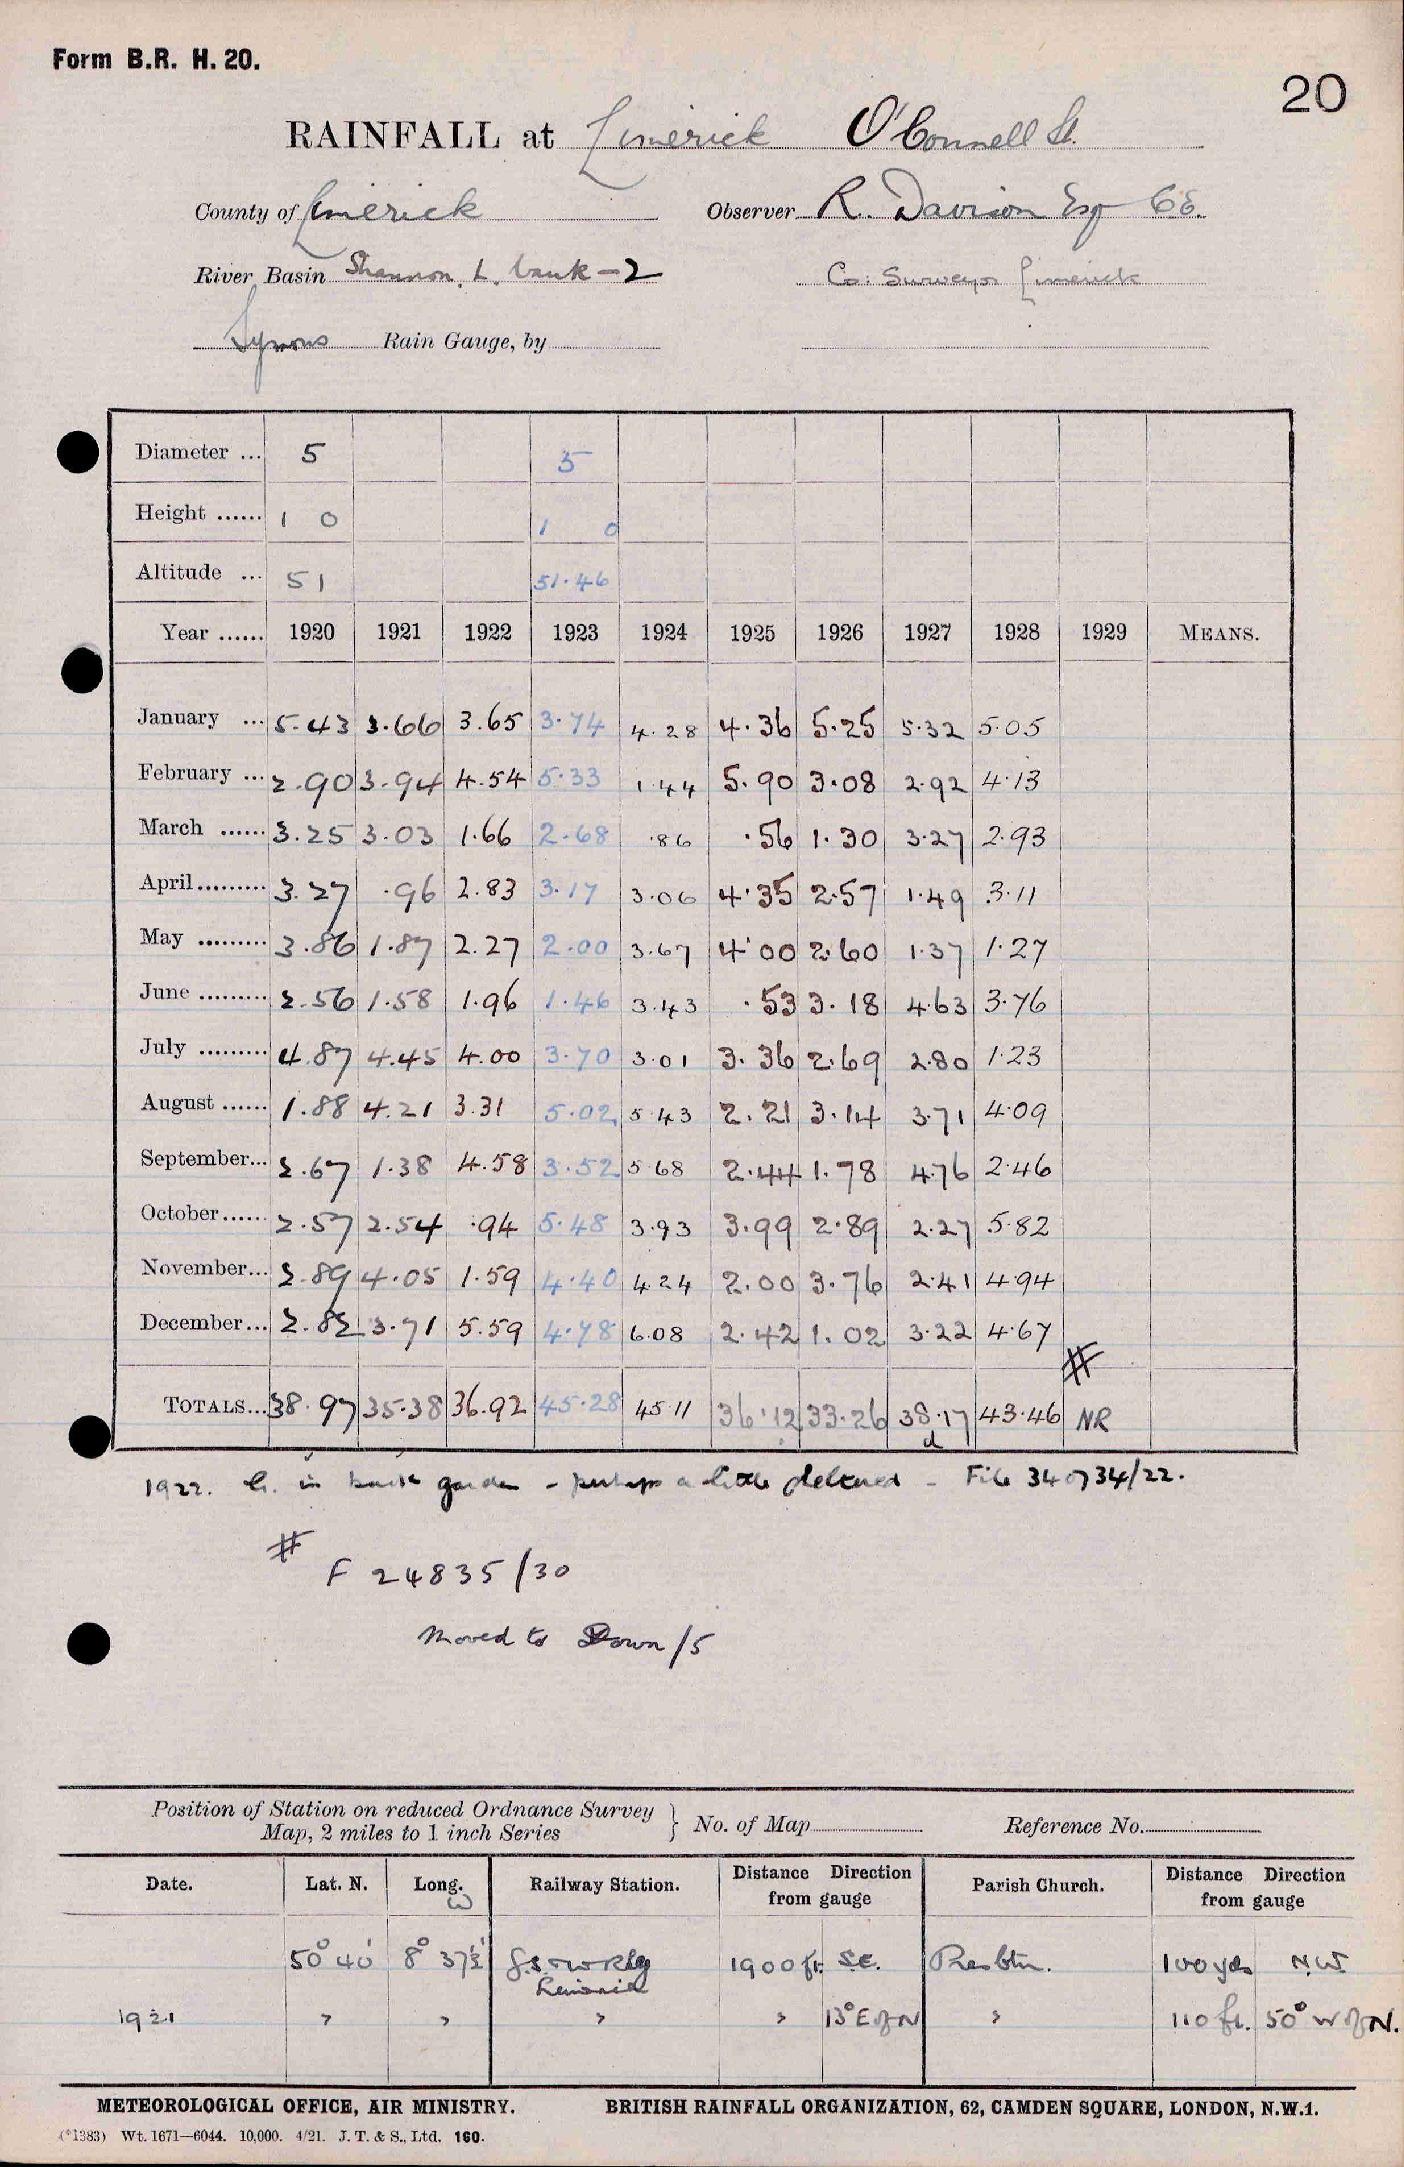 Form B.R. H. 20.
20
RAINFALL at Limerick O'Connell St.
County of Limerick Observer R. Davison Esq CE.
River Basin Shannon, L. bank - 2 Co: Surveyor Limerick
Symons Rain Gauge, by
Diameter ... 5 5
Height ...... 1 0 1 0
Altitude ... 51 51.46
Year ...... 1920 1921 1922 1923 1924 1925 1926 1927 1928 1929 MEANS.
January ... 5.43 3.66 3.65 3.74 4.28 4.36 5.25 5.32 5.05
February ... 2.90 3.94 4.54 5.33 1.44 5.90 3.08 2.92 4.13
March ...... 3.25 3.03 1.66 2.68 .86 .56 1.30 3.27 2.93
April......... 3.27 .96 2.83 3.17 3.06 4.35 2.57 1.49 3.11
May ......... 3.86 1.87 2.27 2.00 3.67 4.00 2.60 1.37 1.27
June ......... 2.56 1.58 1.96 1.46 3.43 .53 3.18 4.63 3.76
July ......... 4.87 4.45 4.00 3.70 3.01 3.36 2.69 2.80 1.23
August ...... 1.88 4.21 3.31 5.02 5 43 2.21 3.14 3.71 4.09
September... 2.67 1.38 4.58 3.52 5 68 2.44 1.78 4.76 2.46
October...... 2.57 2.54 .94 5.48 3.93 3.99 2.89 2.27 5.82
November... 2.89 4.05 1.59 4.40 4 24 2.00 3.76 2.41 4.94
December... 2.82 3.71 5.59 4.78 6.08 2.42 1.02 3.22 4.67
#
TOTALS... 38.97 35.38 36.92 45.28 45 11 36.12 33.26 38.17 43.46 NR
d
1922. G. in back garden - perhaps a little - File 340734/22.
# F 24835/30
Moved to Down/5
Position of Station on reduced Ordnance Survey Map, 2 miles to 1 inch Series } No. of Map Reference No.
Date. Lat. N. Long. W Railway Station. Distance Direction from gauge Parish Church. Distance Direction from gauge
50° 40' 8° 37½' G.S. & W Rly Limerick 1900 ft. S.E. Presbtn. 100 yds N.W.
1921 " " " " 13° E of N " 110 ft. 50° W of N.
METEOROLOGICAL OFFICE, AIR MINISTRY. BRITISH RAINFALL ORGANIZATION, 62, CAMDEN SQUARE, LONDON, N.W.1.
(*1383) Wt. 1671—6044. 10,000. 4/21. J. T. & S., Ltd. 160.